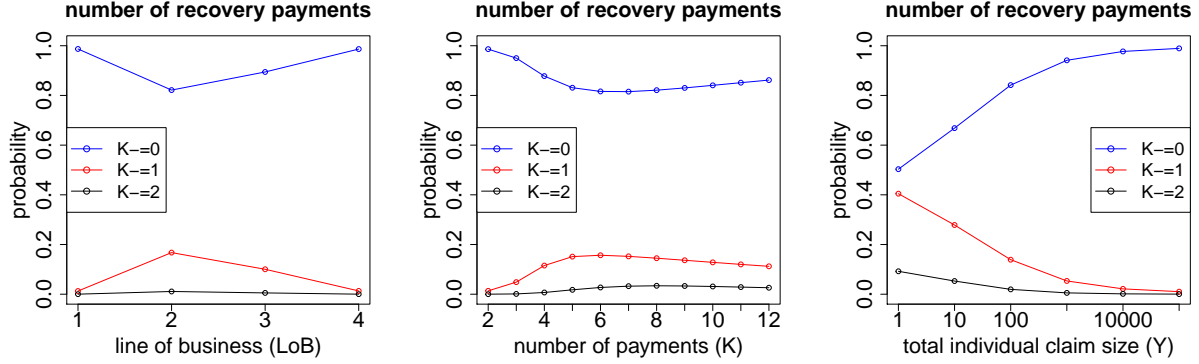 number of recovery payments
probability
0.0 0.2 0.4 0.6 0.8 1.0
K-=0
K-=1
K-=2
1 2 3 4
line of business (LoB)
number of recovery payments
probability
0.0 0.2 0.4 0.6 0.8 1.0
K-=0
K-=1
K-=2
2 4 6 8 10 12
number of payments (K)
number of recovery payments
probability
0.0 0.2 0.4 0.6 0.8 1.0
K-=0
K-=1
K-=2
1 10 100 10000
total individual claim size (Y)